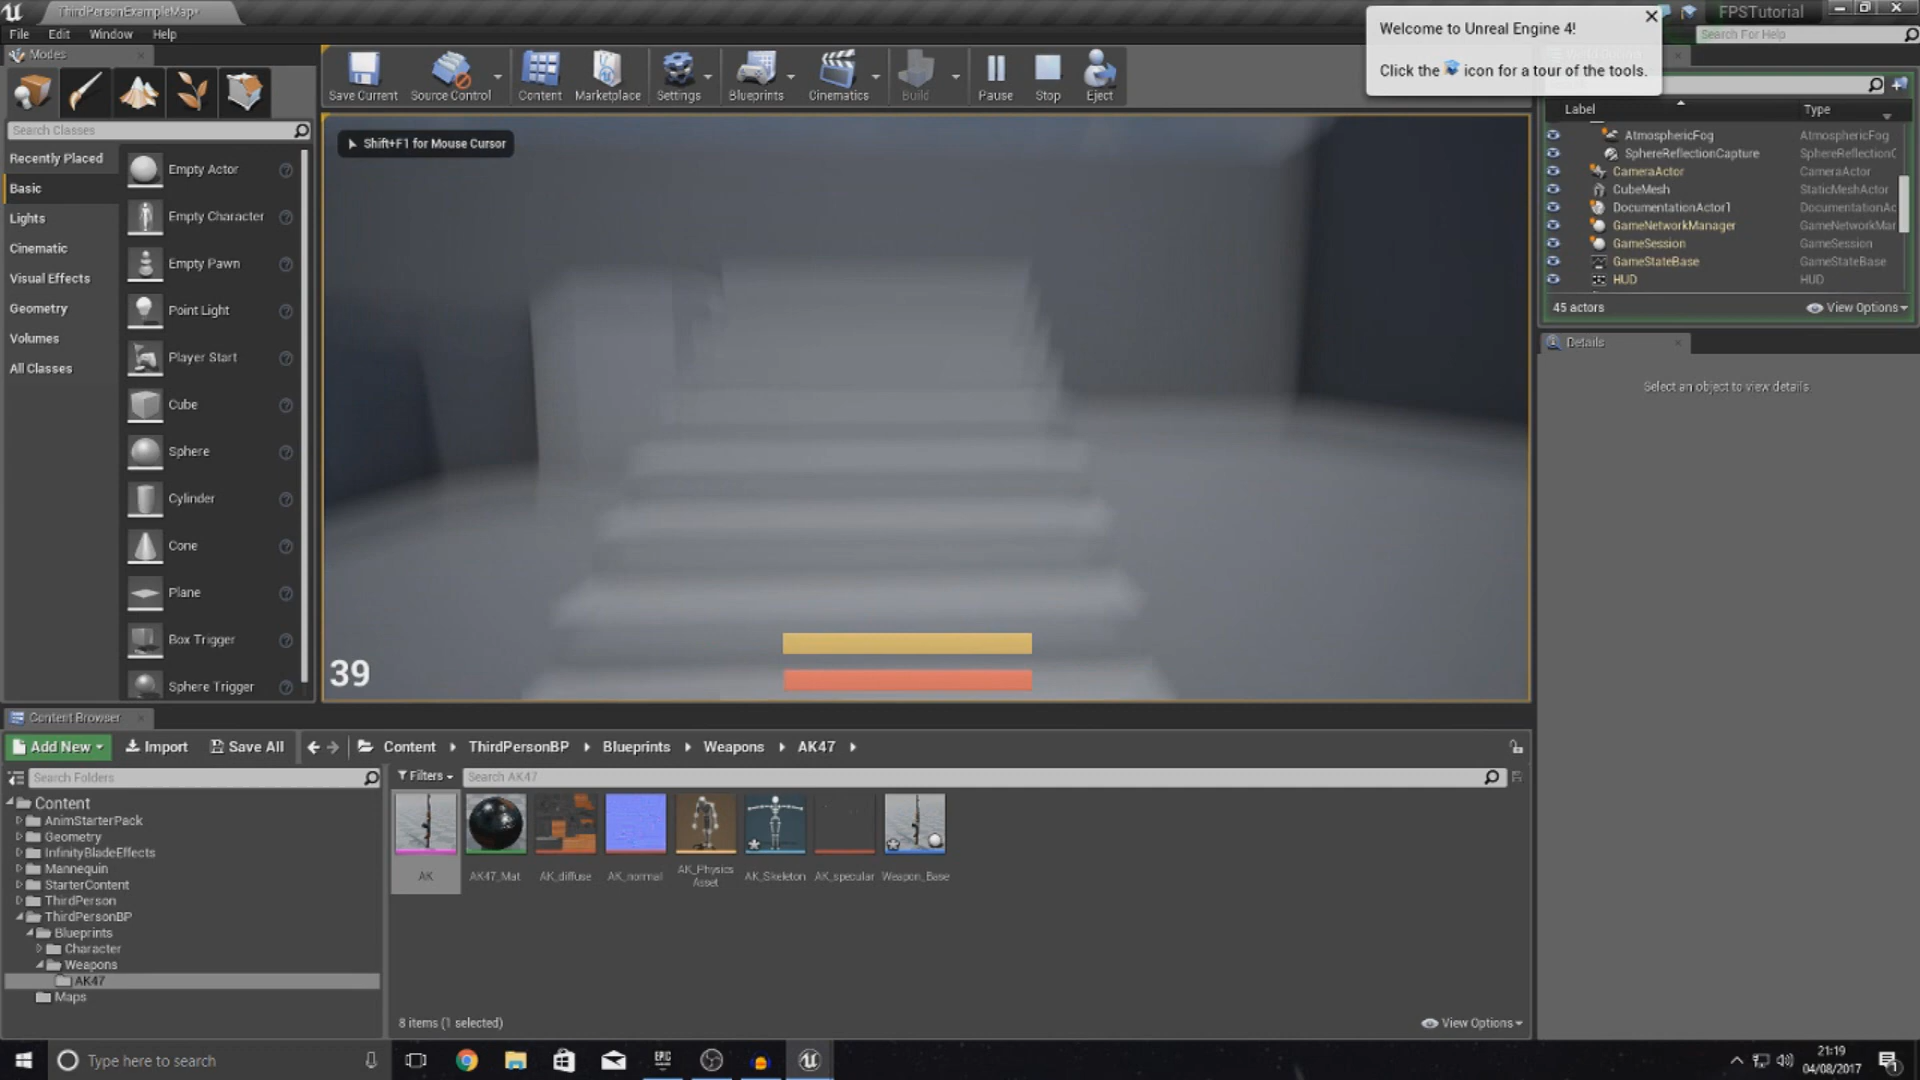 ThirdPersonExampleMap*
FPSTutorial
File Edit Window Help
Search For Help
Welcome to Unreal Engine 4!
Click the icon for a tour of the tools.
Modes
Save Current
Source Control
Content
Marketplace
Settings
Blueprints
Cinematics
Build
Pause
Stop
Eject
Search Classes
Recently Placed
Basic
Lights
Cinematic
Visual Effects
Geometry
Volumes
All Classes
Empty Actor
Empty Character
Empty Pawn
Point Light
Player Start
Cube
Sphere
Cylinder
Cone
Plane
Box Trigger
Sphere Trigger
Shift+F1 for Mouse Cursor
39
Label Type
AtmosphericFog AtmosphericFog
SphereReflectionCapture SphereReflectionC
CameraActor CameraActor
CubeMesh StaticMeshActor
DocumentationActor1 DocumentationAc
GameNetworkManager GameNetworkMar
GameSession GameSession
GameStateBase GameStateBase
HUD HUD
45 actors
View Options
Details
Select an object to view details.
Content Browser
Add New Import Save All
Content ThirdPersonBP Blueprints Weapons AK47
Search Folders
Filters
Search AK47
Content
AnimStarterPack
Geometry
InfinityBladeEffects
Mannequin
StarterContent
ThirdPerson
ThirdPersonBP
Blueprints
Character
Weapons
AK47
Maps
AK
AK47_Mat
AK_diffuse
AK_normal
AK_Physics
Asset
AK_Skeleton
AK_specular
Weapon_Base
8 items (1 selected)
View Options
Type here to search
EPIC
21:19
04/08/2017
1